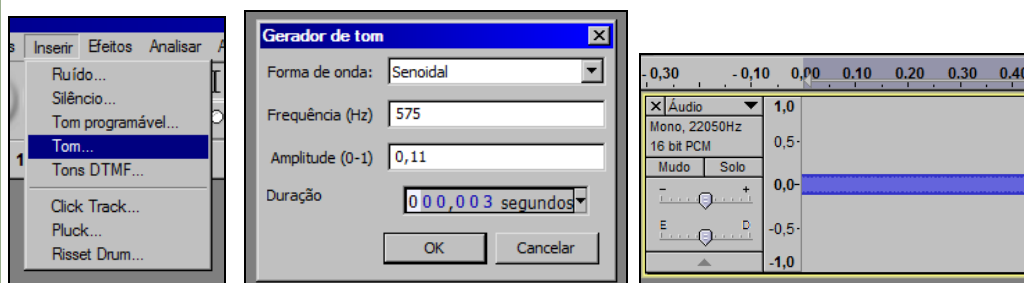 Inserir Efeitos Analisar
Ruído...
Silêncio...
Tom programável...
Tom...
Tons DTMF...
Click Track...
Pluck...
Risset Drum...
Gerador de tom
Forma de onda: Senoidal
Frequência (Hz) 575
Amplitude (0-1) 0,11
Duração 000,003 segundos
OK Cancelar
- 0,30 - 0,10 0,00 0.10 0,20 0.30 0.40
Áudio 1,0
Mono, 22050Hz
16 bit PCM 0,5
Mudo Solo
0,0
- +
E D -0,5
-1,0